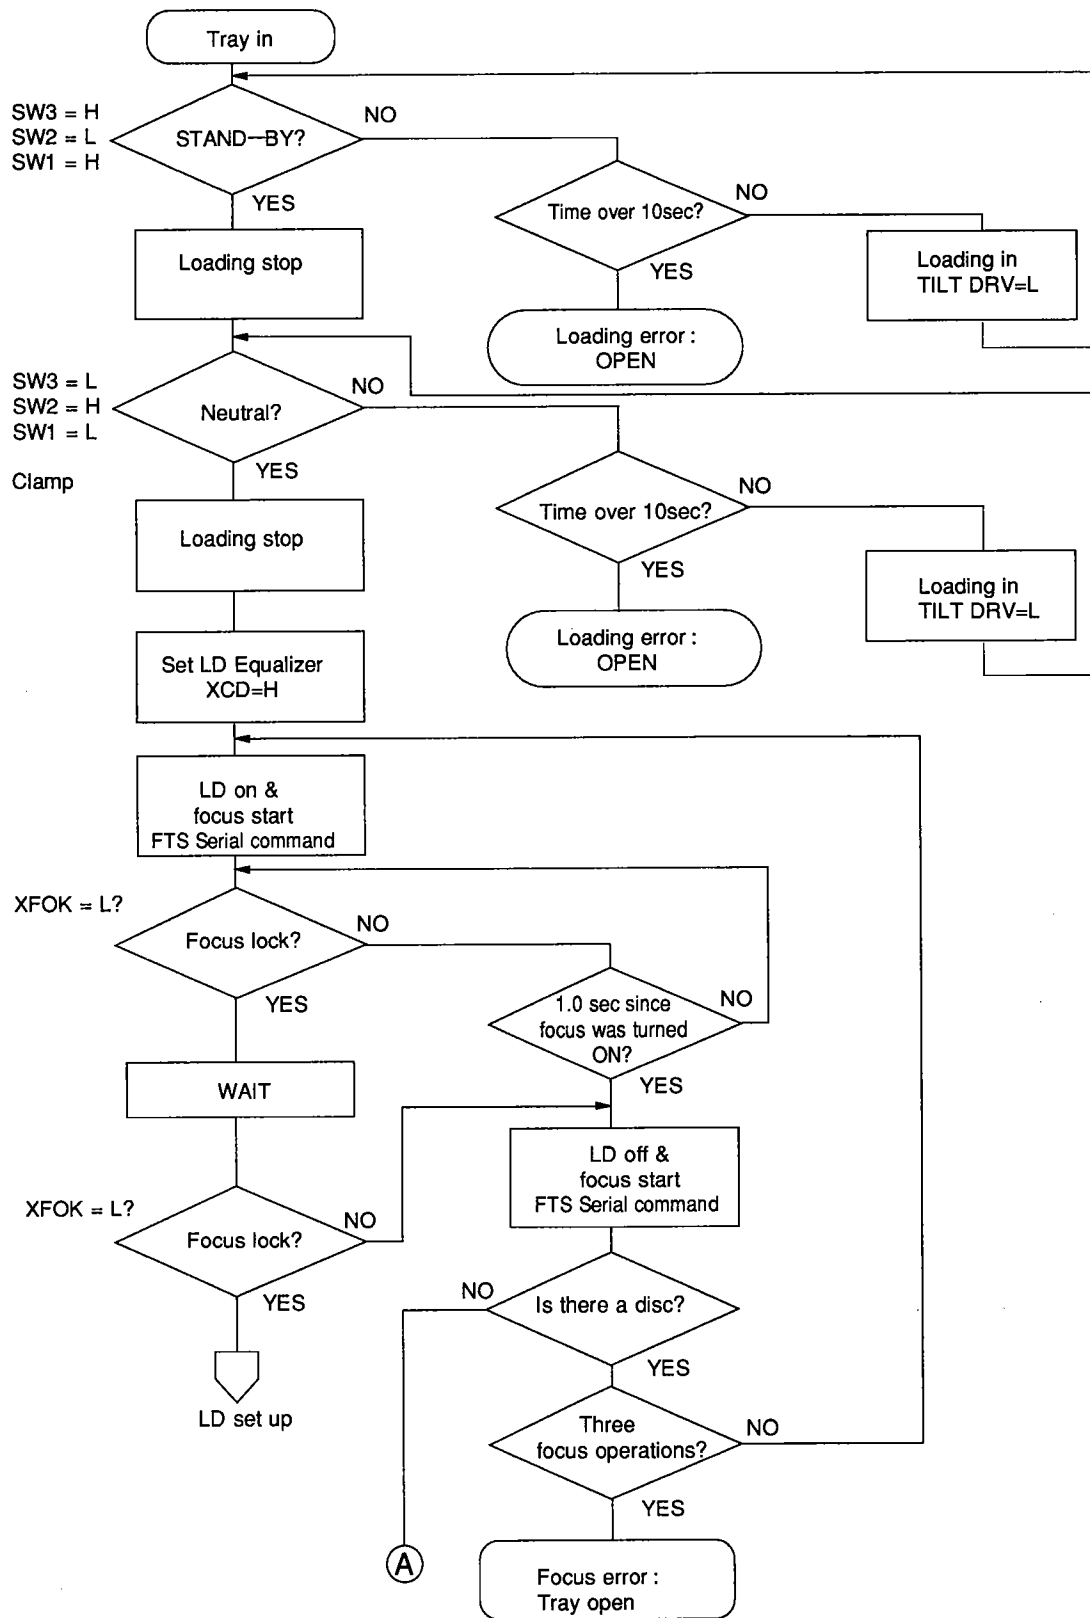 Tray in
SW3 = H
SW2 = L
SW1 = H
STAND-BY?
NO
YES
Time over 10sec?
NO
YES
Loading stop
Loading in
TILT DRV=L
Loading error :
OPEN
SW3 = L
SW2 = H
SW1 = L
Clamp
Neutral?
NO
YES
Time over 10sec?
NO
YES
Loading stop
Loading in
TILT DRV=L
Loading error :
OPEN
Set LD Equalizer
XCD=H
LD on &
focus start
FTS Serial command
XFOK = L?
Focus lock?
NO
YES
1.0 sec since
focus was turned
ON?
NO
YES
WAIT
LD off &
focus start
FTS Serial command
XFOK = L?
Focus lock?
NO
YES
NO
Is there a disc?
YES
LD set up
Three
focus operations?
NO
YES
A
Focus error :
Tray open